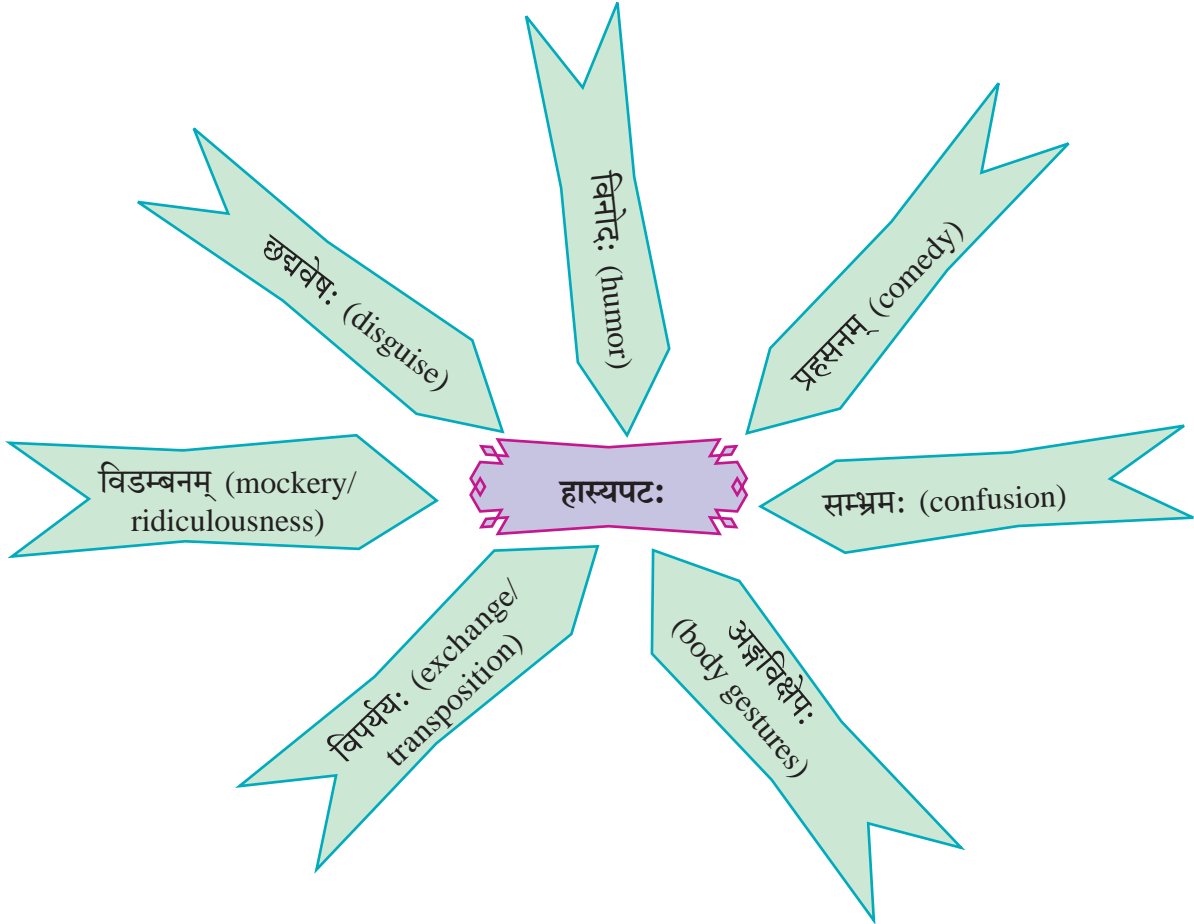 विनोदः (humor)
प्रहसनम् (comedy)
छद्मवेषः (disguise)
हास्यपटः
विडम्बनम् (mockery/
ridiculousness)
सम्भ्रमः (confusion)
विपर्ययः (exchange/
transposition)
अङ्गविक्षेपः
(body gestures)